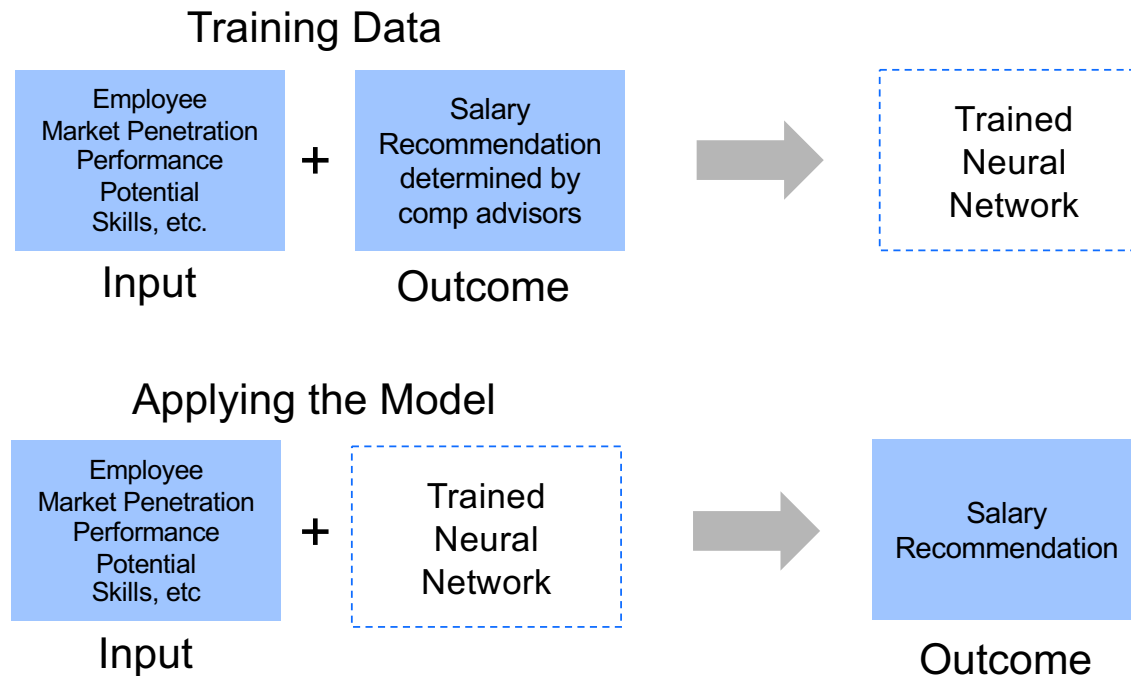 Training Data
Employee
Market Penetration
Performance
Potential
Skills, etc.
+
Salary
Recommendation
determined by
comp advisors
Trained
Neural
Network
Input
Outcome
Applying the Model
Employee
Market Penetration
Performance
Potential
Skills, etc
+
Trained
Neural
Network
Salary
Recommendation
Input
Outcome